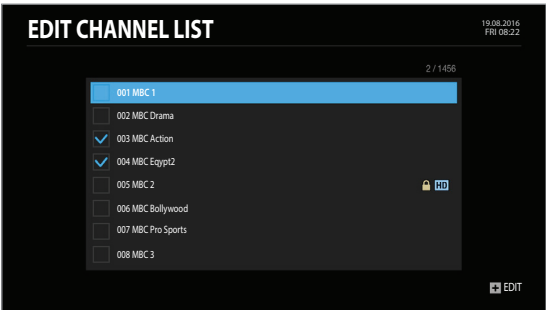 EDIT CHANNEL LIST
19.08.2016
FRI 08:22
2 / 1456
001 MBC 1
002 MBC Drama
003 MBC Action
004 MBC Eqypt2
005 MBC 2 HD
006 MBC Bollywood
007 MBC Pro Sports
008 MBC 3
+ EDIT